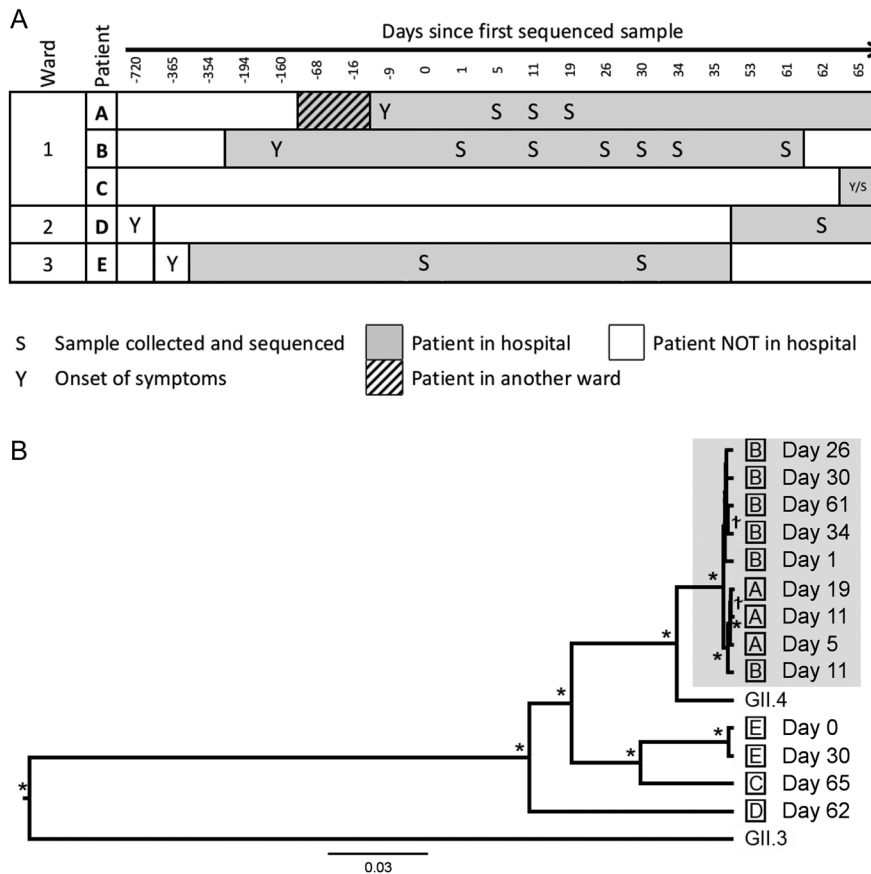 A
Days since first sequenced sample
Ward Patient -720 -365 -354 -194 -160 -68 -16 -9 0 1 5 11 19 26 30 34 35 53 61 62 65
1 A Y S S S
B Y S S S S S S
C Y/S
2 D Y S
3 E Y S S
S Sample collected and sequenced Patient in hospital Patient NOT in hospital
Y Onset of symptoms Patient in another ward
B
B Day 26
B Day 30
B Day 61
†
B Day 34
B Day 1
*
A Day 19
†
A Day 11
*
* A Day 5
*
B Day 11
* GII.4
* E Day 0
* * E Day 30
C Day 65
D Day 62
*
GII.3
0.03